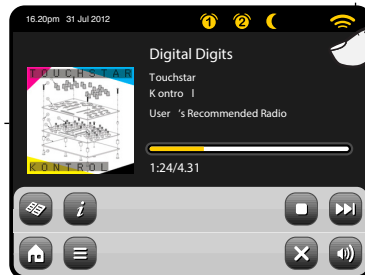 16.20pm 31 Jul 2012
1 2
Digital Digits
TOUCHSTAR
Touchstar
K ontro l
User 's Recommended Radio
KONTROL
1:24/4.31
i